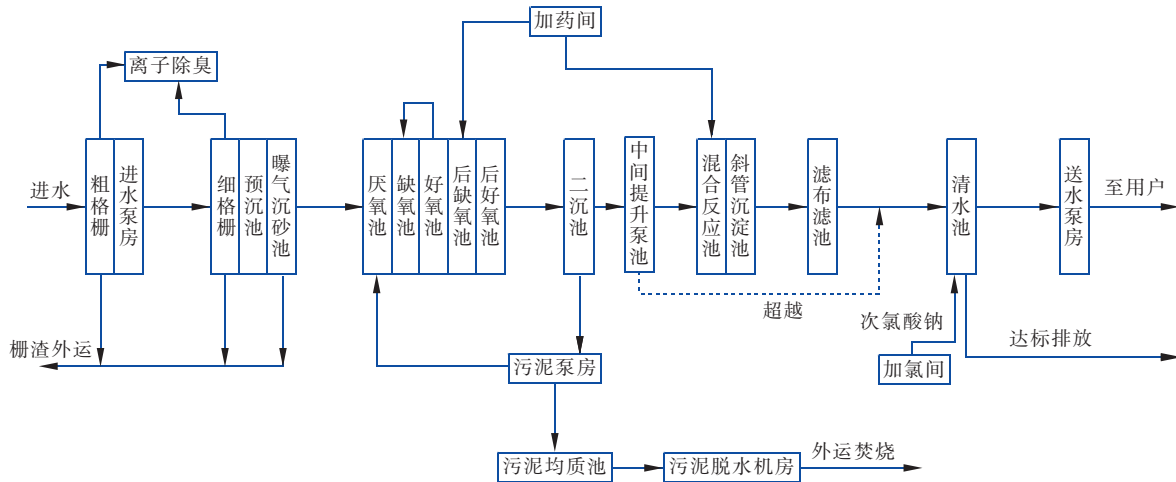 加药间
离子除臭
进水
粗格栅
进水泵房
细格栅
预沉池
曝气沉砂池
厌氧池
缺氧池
好氧池
后缺氧池
后好氧池
二沉池
中间提升泵池
混合反应池
斜管沉淀池
滤布滤池
清水池
送水泵房
至用户
超越
次氯酸钠
加氯间
达标排放
栅渣外运
污泥泵房
污泥均质池
污泥脱水机房
外运焚烧